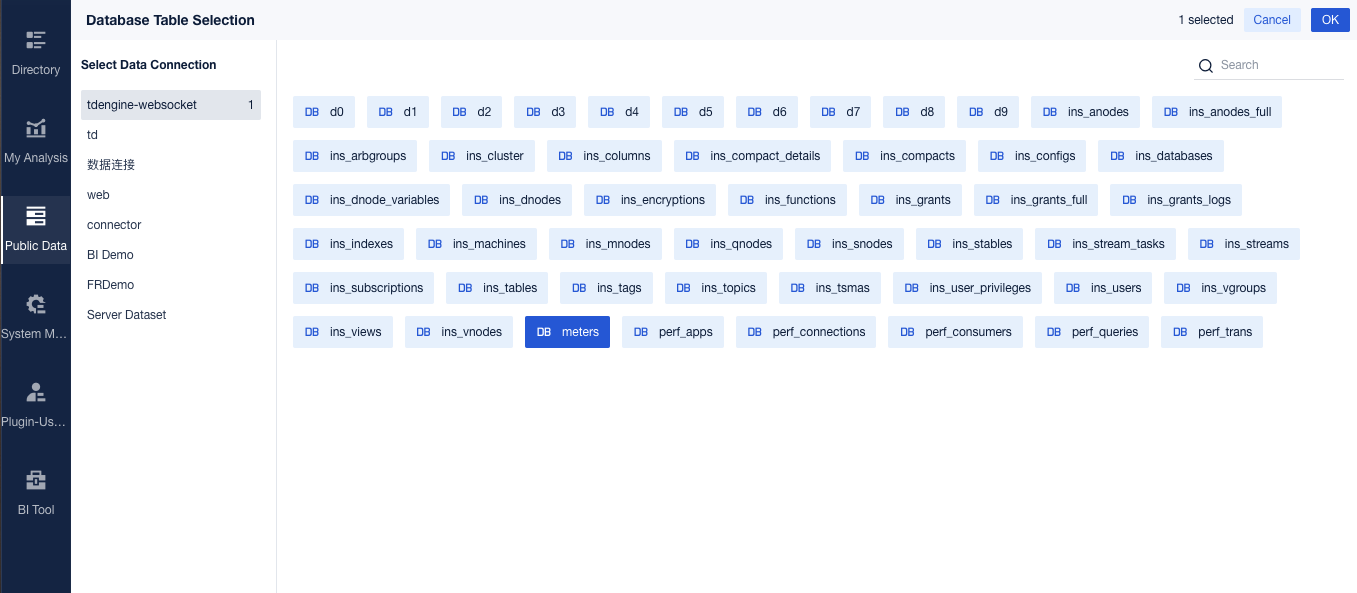 Database Table Selection
1 selected
Cancel
OK
Directory
My Analysis
Public Data
System M...
Plugin-Us...
BI Tool
Select Data Connection
tdengine-websocket 1
td
数据连接
web
connector
BI Demo
FRDemo
Server Dataset
Search
DB d0 DB d1 DB d2 DB d3 DB d4 DB d5 DB d6 DB d7 DB d8 DB d9 DB ins_anodes DB ins_anodes_full
DB ins_arbgroups DB ins_cluster DB ins_columns DB ins_compact_details DB ins_compacts DB ins_configs DB ins_databases
DB ins_dnode_variables DB ins_dnodes DB ins_encryptions DB ins_functions DB ins_grants DB ins_grants_full DB ins_grants_logs
DB ins_indexes DB ins_machines DB ins_mnodes DB ins_qnodes DB ins_snodes DB ins_stables DB ins_stream_tasks DB ins_streams
DB ins_subscriptions DB ins_tables DB ins_tags DB ins_topics DB ins_tsmas DB ins_user_privileges DB ins_users DB ins_vgroups
DB ins_views DB ins_vnodes DB meters DB perf_apps DB perf_connections DB perf_consumers DB perf_queries DB perf_trans